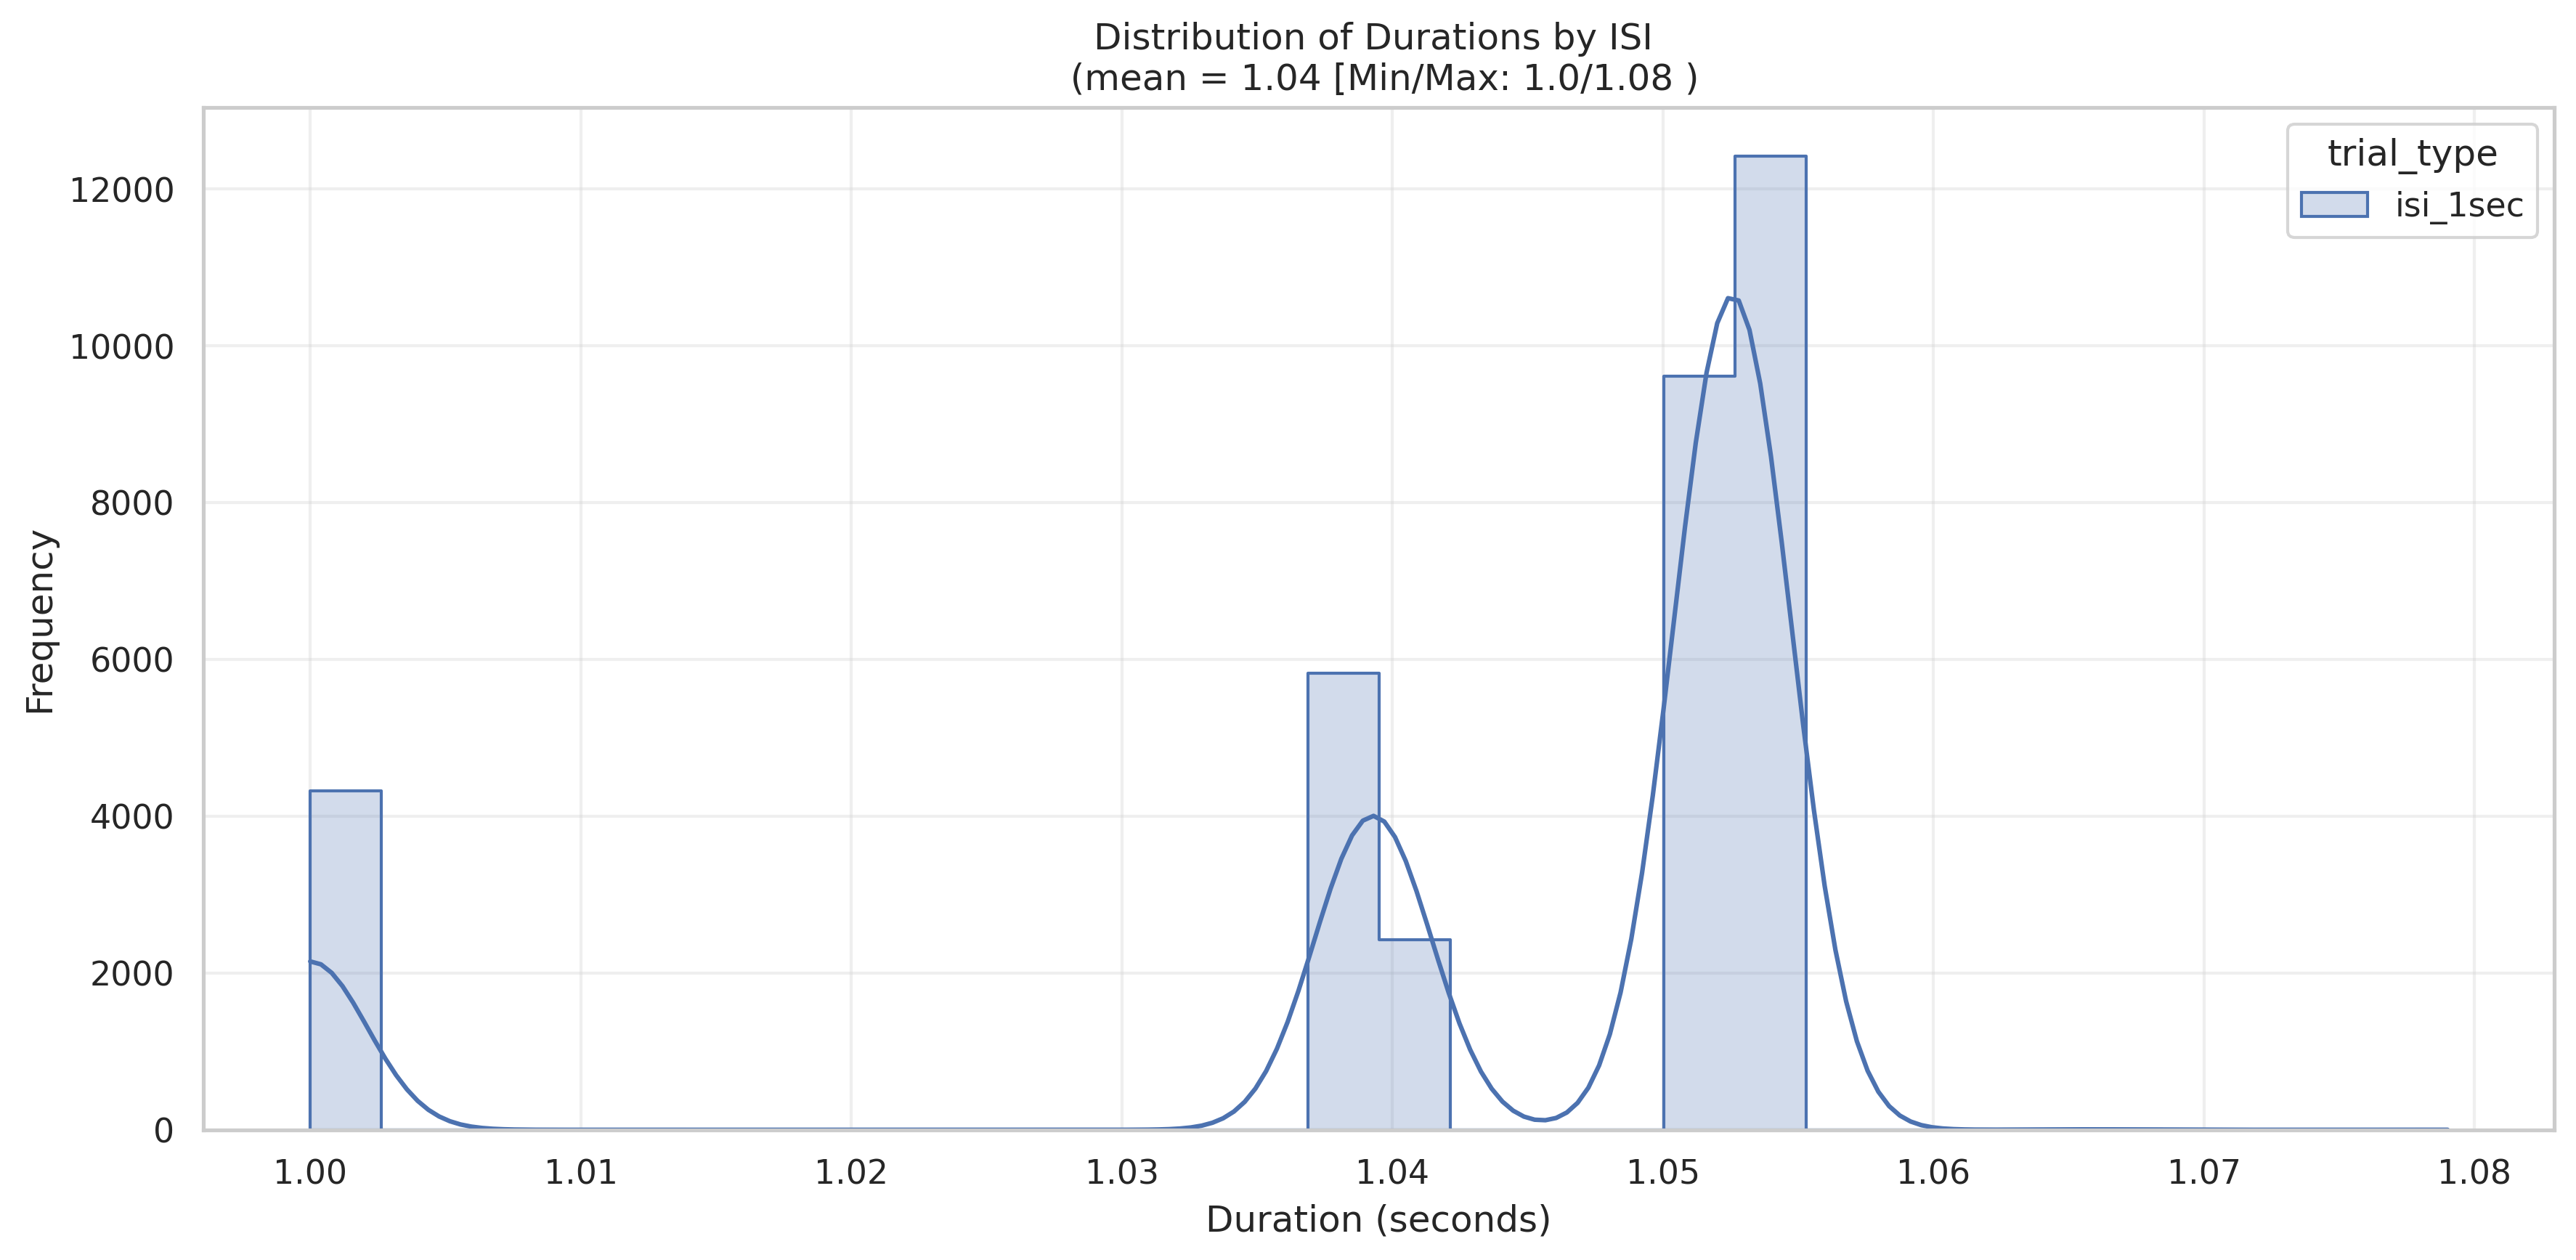 Distribution of Durations by ISI
(mean = 1.04 [Min/Max: 1.0/1.08 )
trial_type
isi_1sec
12000
10000
8000
6000
4000
2000
0
Frequency
1.00 1.01 1.02 1.03 1.04 1.05 1.06 1.07 1.08
Duration (seconds)